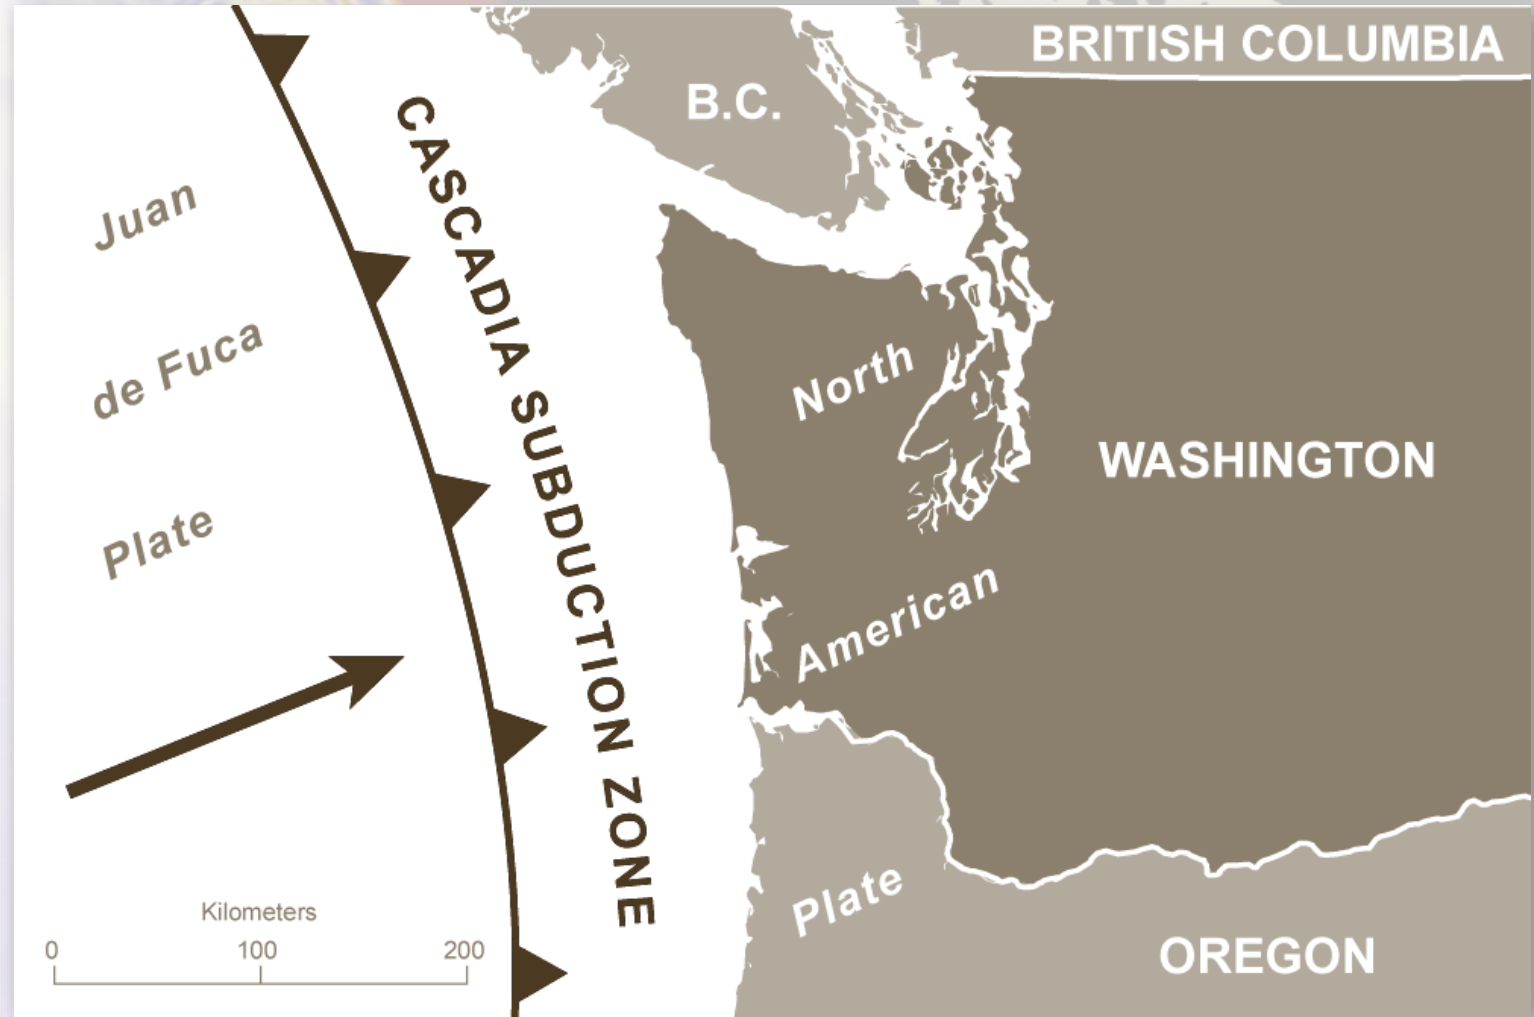 BRITISH COLUMBIA
B.C.
CASCADIA SUBDUCTION ZONE
Juan
de Fuca
Plate
North
American
Plate
WASHINGTON
OREGON
Kilometers
0 100 200